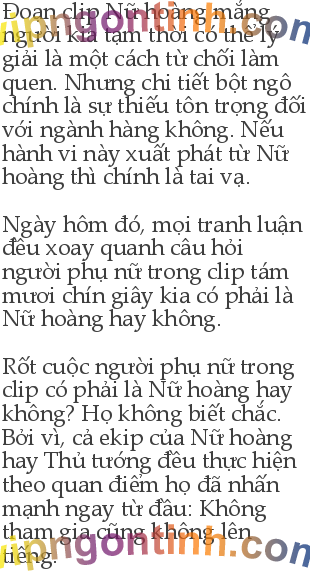 Đoạn clip Nữ hoàng mắng
người kia tạm thời có thể lý
giải là một cách từ chối làm
quen. Nhưng chi tiết bột ngô
chính là sự thiếu tôn trọng đối
với ngành hàng không. Nếu
hành vi này xuất phát từ Nữ
hoàng thì chính là tai vạ.
Ngày hôm đó, mọi tranh luận
đều xoay quanh câu hỏi
người phụ nữ trong clip tám
mươi chín giây kia có phải là
Nữ hoàng hay không.
Rốt cuộc người phụ nữ trong
clip có phải là Nữ hoàng hay
không? Họ không biết chắc.
Bởi vì, cả ekip của Nữ hoàng
hay Thủ tướng đều thực hiện
theo quan điểm họ đã nhấn
mạnh ngay từ đầu: Không
tham gia cũng không lên
tiếng.
vipngontinh.com
vipngontinh.com